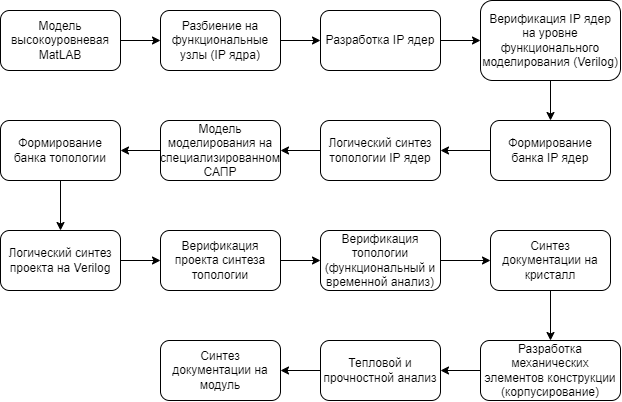 Модель
высокоуровневая
MatLAB
Разбиение на
функциональные
узлы (IP ядра)
Разработка IP ядер
Верификация IP ядер
на уровне
функционального
моделирования (Verilog)
Формирование
банка IP ядер
Логический синтез
топологии IP ядер
Модель
моделирования на
специализированном
САПР
Формирование
банка топологии
Логический синтез
проекта на Verilog
Верификация
проекта синтеза
топологии
Верификация
топологии
(функциональный и
временной анализ)
Синтез
документации на
кристалл
Разработка
механических
элементов конструкции
(корпусирование)
Тепловой и
прочностной анализ
Синтез
документации на
модуль